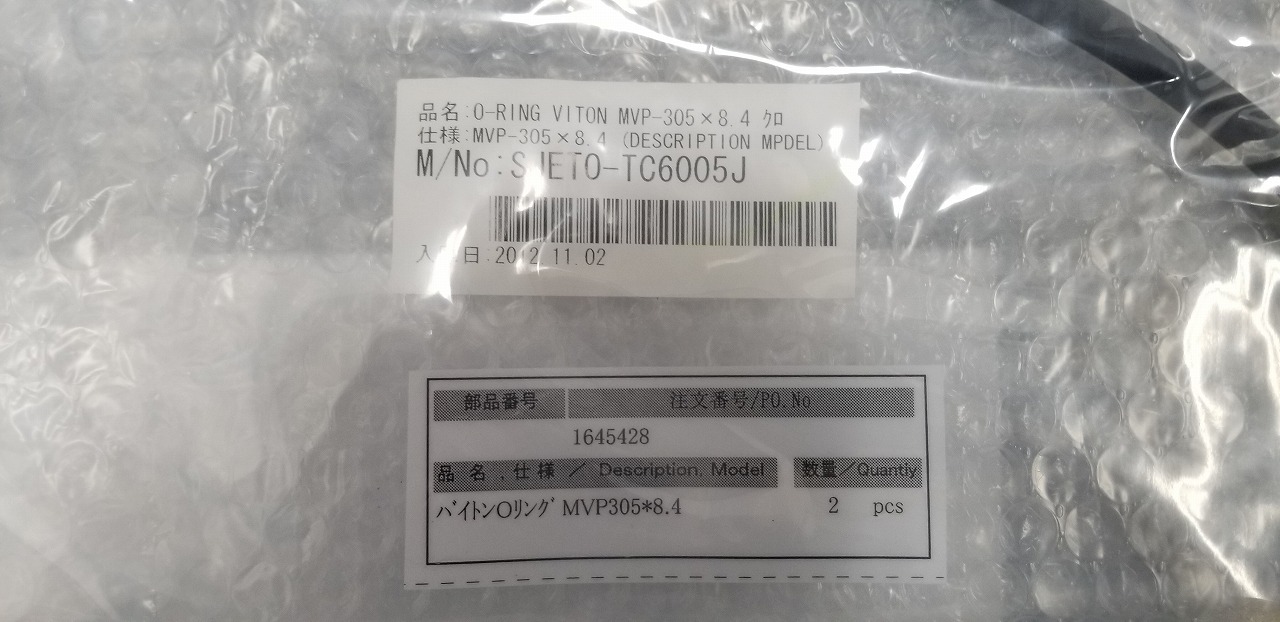 品名:O-RING VITON MVP-305×8.4 ｸﾛ
仕様:MVP-305×8.4 (DESCRIPTION MPDEL)
M/No:SJETO-TC6005J
2012.11.02
部品番号 注文番号/PO.No
1645428
品名.仕様/Description.Model 数量/Quantiy
ﾊﾞｲﾄﾝOﾘﾝｸﾞ MVP305*8.4 2 pcs